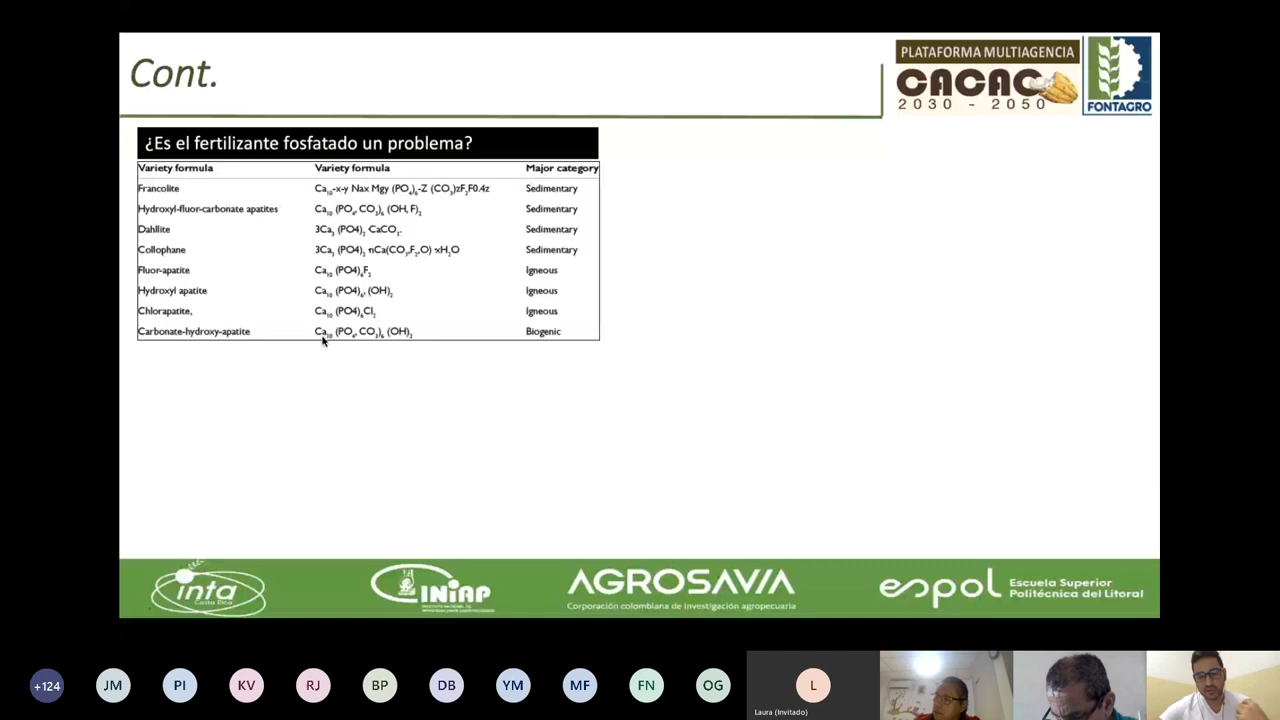 Cont.
PLATAFORMA MULTIAGENCIA
CACAO
2030 - 2050
FONTAGRO
¿Es el fertilizante fosfatado un problema?
Variety formula Variety formula Major category
Francolite Ca10-x-y Nax Mgy (PO4)6-Z (CO3)zF2F0.4z Sedimentary
Hydroxyl-fluor-carbonate apatites Ca10 (PO4, CO3)6 (OH, F)2 Sedimentary
Dahllite 3Ca3 (PO4)2 CaCO3. Sedimentary
Collophane 3Ca3 (PO4)2 nCa(CO3,F2,O) xH2O Sedimentary
Fluor-apatite Ca10 (PO4)6F2 Igneous
Hydroxyl apatite Ca10 (PO4)6, (OH)2 Igneous
Chlorapatite, Ca10 (PO4)6Cl2 Igneous
Carbonate-hydroxy-apatite Ca10 (PO4, CO3)6 (OH)2 Biogenic
inta
Costa Rica
INIAP
AGROSAVIA
Corporación colombiana de investigación agropecuaria
espol
Escuela Superior
Politécnica del Litoral
+124 JM PI KV RJ BP DB YM MF FN OG L
Laura (Invitado)